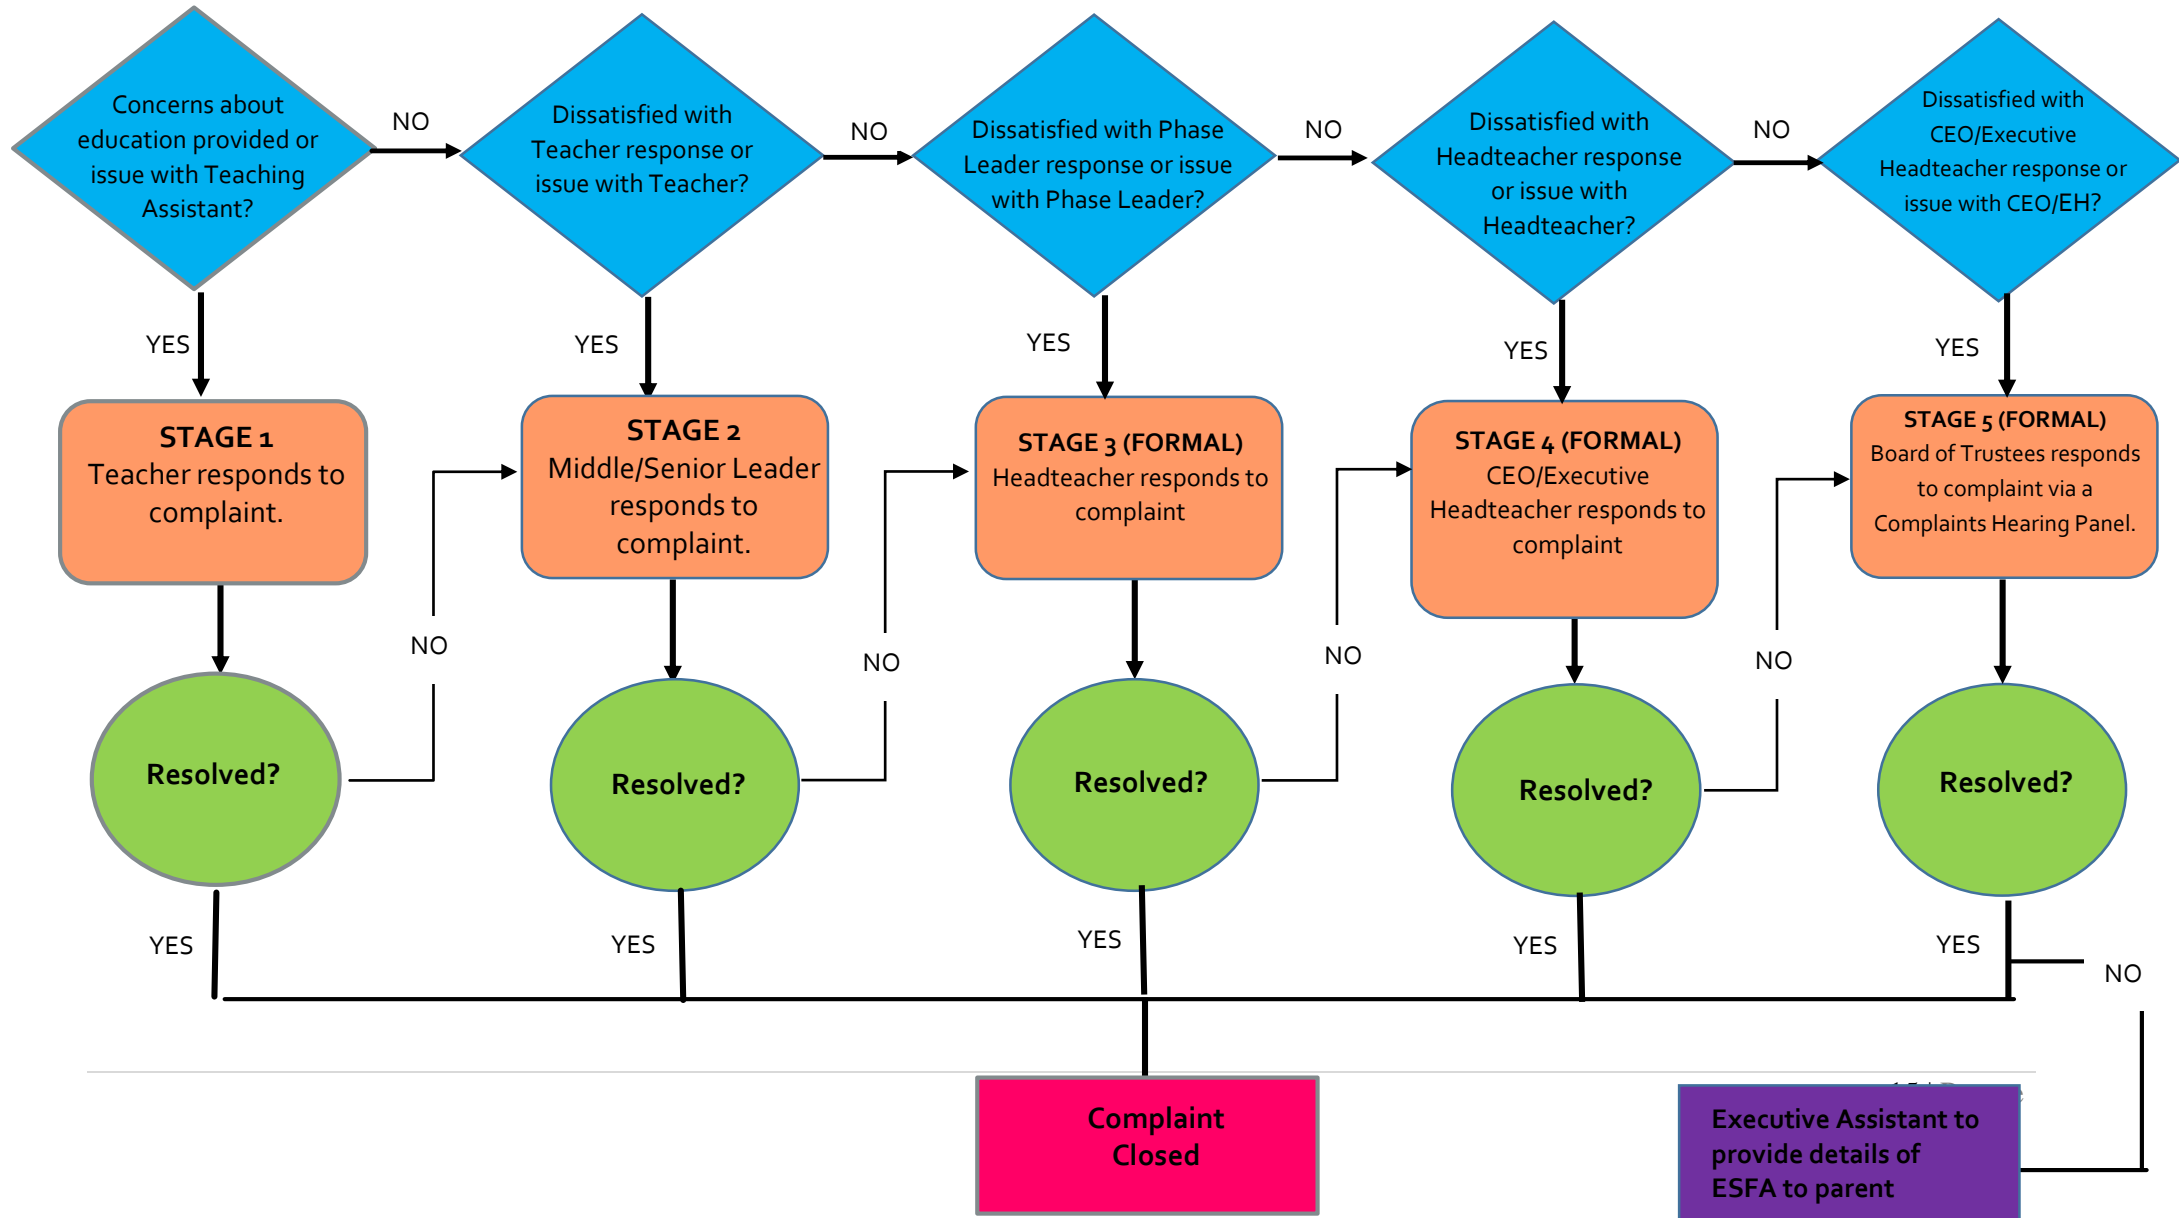 Concerns about
education provided or
issue with Teaching
Assistant?
NO
Dissatisfied with
Teacher response or
issue with Teacher?
NO
Dissatisfied with Phase
Leader response or issue
with Phase Leader?
NO
Dissatisfied with
Headteacher response
or issue with
Headteacher?
NO
Dissatisfied with
CEO/Executive
Headteacher response or
issue with CEO/EH?
YES
YES
YES
YES
YES
STAGE 1
Teacher responds to
complaint.
STAGE 2
Middle/Senior Leader
responds to
complaint.
STAGE 3 (FORMAL)
Headteacher responds to
complaint
STAGE 4 (FORMAL)
CEO/Executive
Headteacher responds to
complaint
STAGE 5 (FORMAL)
Board of Trustees responds
to complaint via a
Complaints Hearing Panel.
NO
NO
NO
NO
Resolved?
Resolved?
Resolved?
Resolved?
Resolved?
YES
YES
YES
YES
YES
NO
Complaint
Closed
Executive Assistant to
provide details of
ESFA to parent